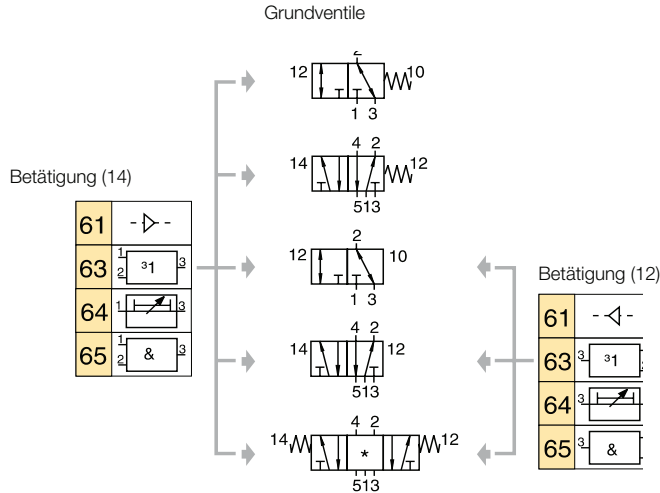 Grundventile
2
12 10
1 3
4 2
14 12
513
Betätigung (14)
61
63 1 2 ³1 3
64 1 3
65 1 2 & 3
2
12 10
1 3
4 2
14 12
513
4 2
14 * 12
513
Betätigung (12)
61
63 3 ³1
64 3
65 3 &